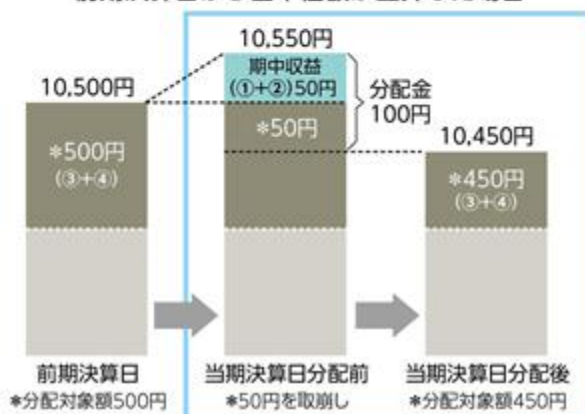 10,550円
期中収益
(①+②)50円
10,500円
分配金
100円
*50円
10,450円
*500円
(③+④)
*450円
(③+④)
前期決算日
当期決算日分配前
当期決算日分配後
*分配対象額500円
*50円を取崩し
*分配対象額450円